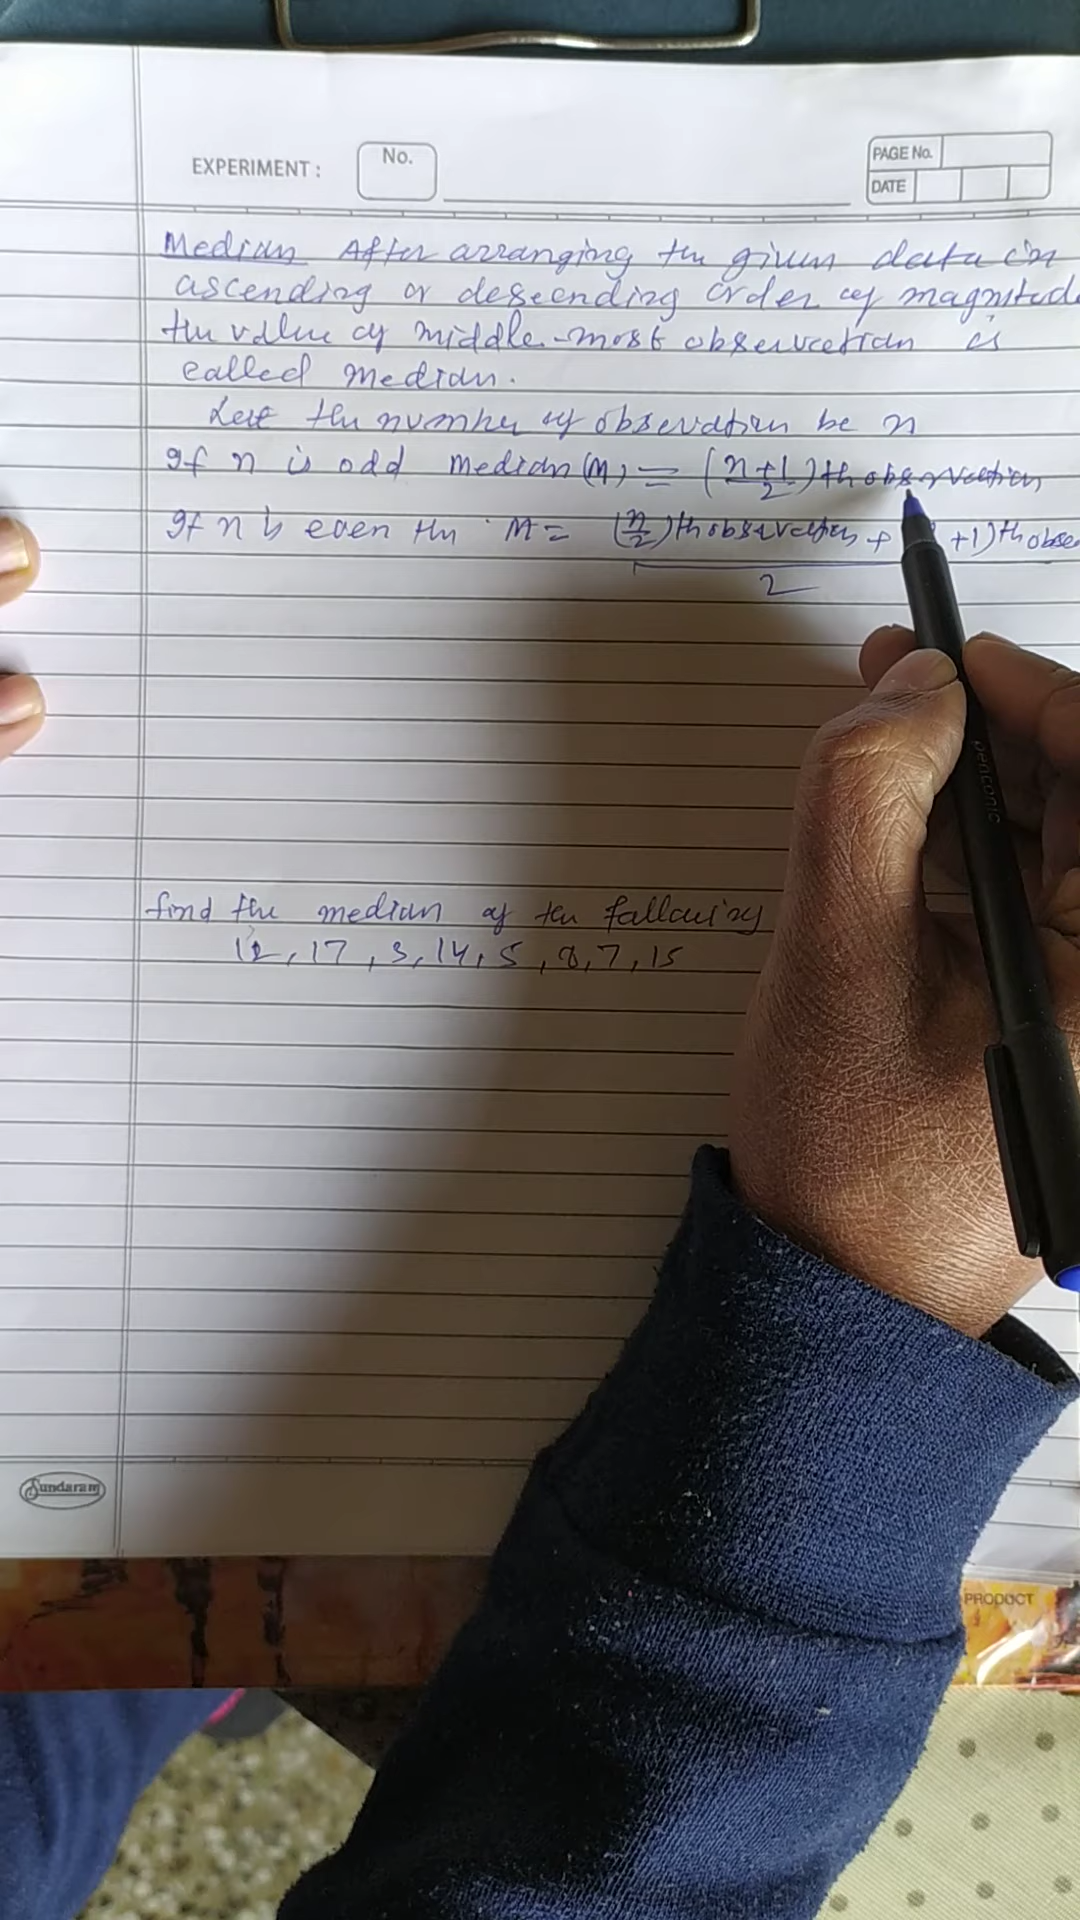 EXPERIMENT : No.
PAGE No.
DATE
Median After arranging the given data in
ascending or descending order of magnitude
the value of middle-most observation is
called median.
Let the number of observation be n
If n is odd Median (M) = (n+1/2)th observation
If n is even the M = (n/2)th observation + +1)th obse
2
find the median of the following
12, 17, 3, 14, 5, 8, 7, 15
Sundaram
penconic
PRODUCT